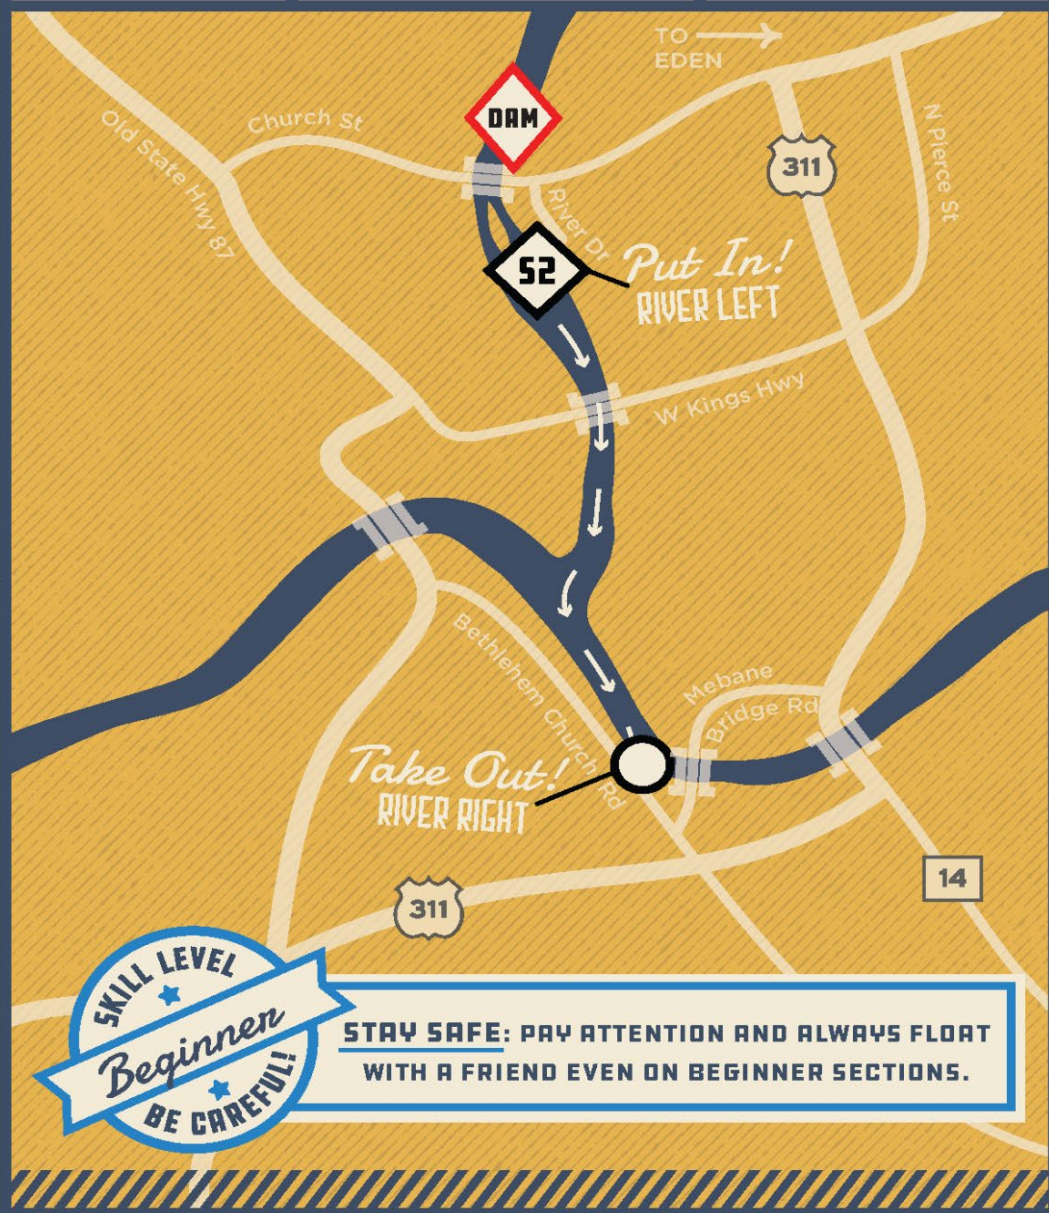 TO
EDEN
DAM
Church St
Old State Hwy 87
311
N Pierce St
River Dr
52
Put In!
RIVER LEFT
W Kings Hwy
Bethlehem Church Rd
Mebane
Bridge Rd
Take Out!
RIVER RIGHT
14
311
SKILL LEVEL
Beginner
BE CAREFUL!
STAY SAFE: PAY ATTENTION AND ALWAYS FLOAT
WITH A FRIEND EVEN ON BEGINNER SECTIONS.